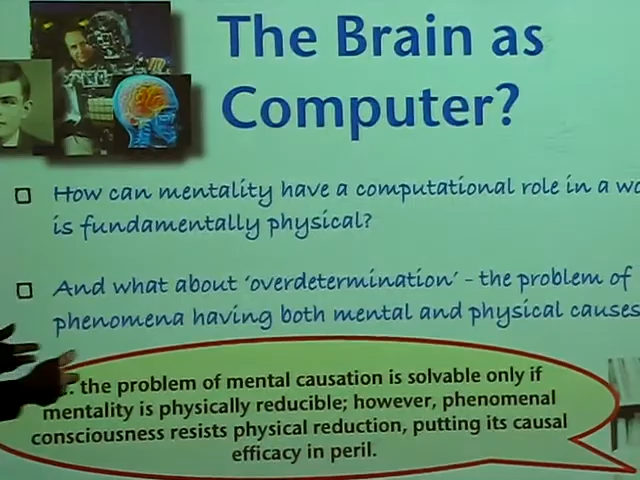 The Brain as
Computer?
How can mentality have a computational role in a
is fundamentally physical?
And what about 'overdetermination' - the problem of
phenomena having both mental and physical causes
the problem of mental causation is solvable only if
mentality is physically reducible; however, phenomenal
consciousness resists physical reduction, putting its causal
efficacy in peril.